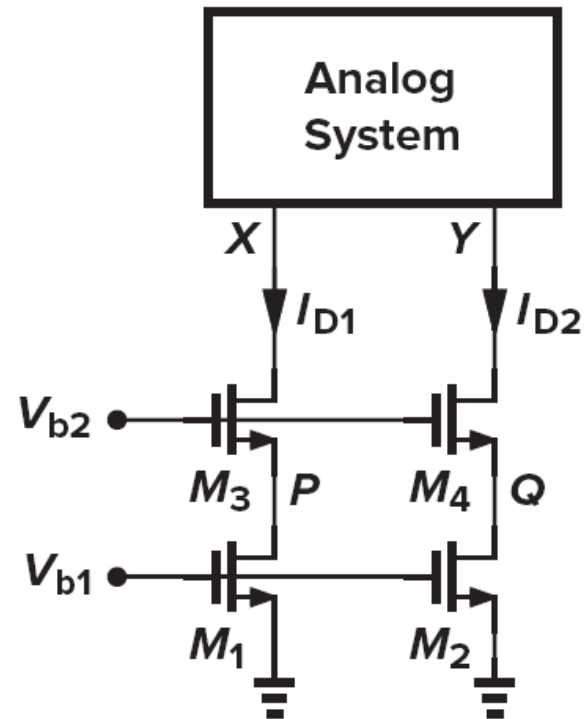 Analog
System
X Y
I_D1 I_D2
V_b2
M_3 P M_4 Q
V_b1
M_1 M_2